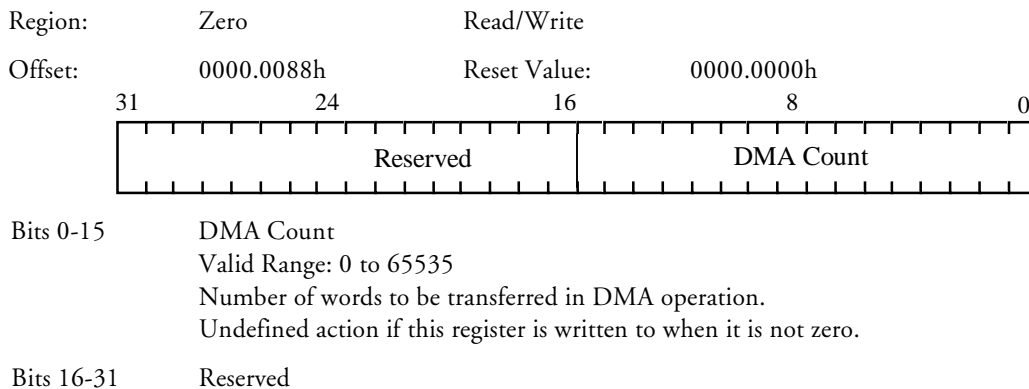 Region: Zero Read/Write
Offset: 0000.0088h Reset Value: 0000.0000h
31 24 16 8 0
Reserved DMA Count
Bits 0-15 DMA Count
Valid Range: 0 to 65535
Number of words to be transferred in DMA operation.
Undefined action if this register is written to when it is not zero.
Bits 16-31 Reserved